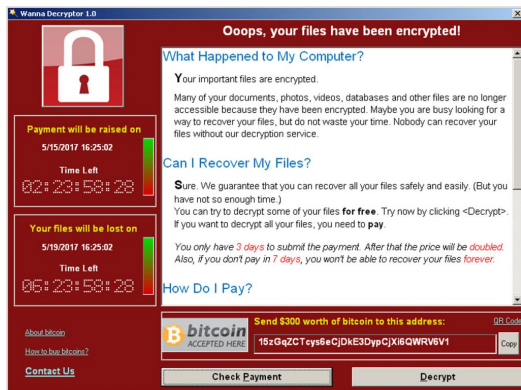 Wanna Decryptor 1.0
Ooops, your files have been encrypted!
What Happened to My Computer?
Your important files are encrypted.
Many of your documents, photos, videos, databases and other files are no longer
accessible because they have been encrypted. Maybe you are busy looking for a
way to recover your files, but do not waste your time. Nobody can recover your
files without our decryption service.
Can I Recover My Files?
Sure. We guarantee that you can recover all your files safely and easily. (But you
have not so enough time.)
You can try to decrypt some of your files for free. Try now by clicking <Decrypt>.
If you want to decrypt all your files, you need to pay.
You only have 3 days to submit the payment. After that the price will be doubled.
Also, if you don't pay in 7 days, you won't be able to recover your files forever.
How Do I Pay?
Payment will be raised on
5/15/2017 16:25:02
Time Left
02:23:58:28
Your files will be lost on
5/19/2017 16:25:02
Time Left
06:23:58:28
About bitcoin
How to buy bitcoins?
Contact Us
bitcoin
ACCEPTED HERE
Send $300 worth of bitcoin to this address:
QR Code
15zGqZCTcys6eCjDkE3DypCjXi6QWRV6V1
Copy
Check Payment
Decrypt